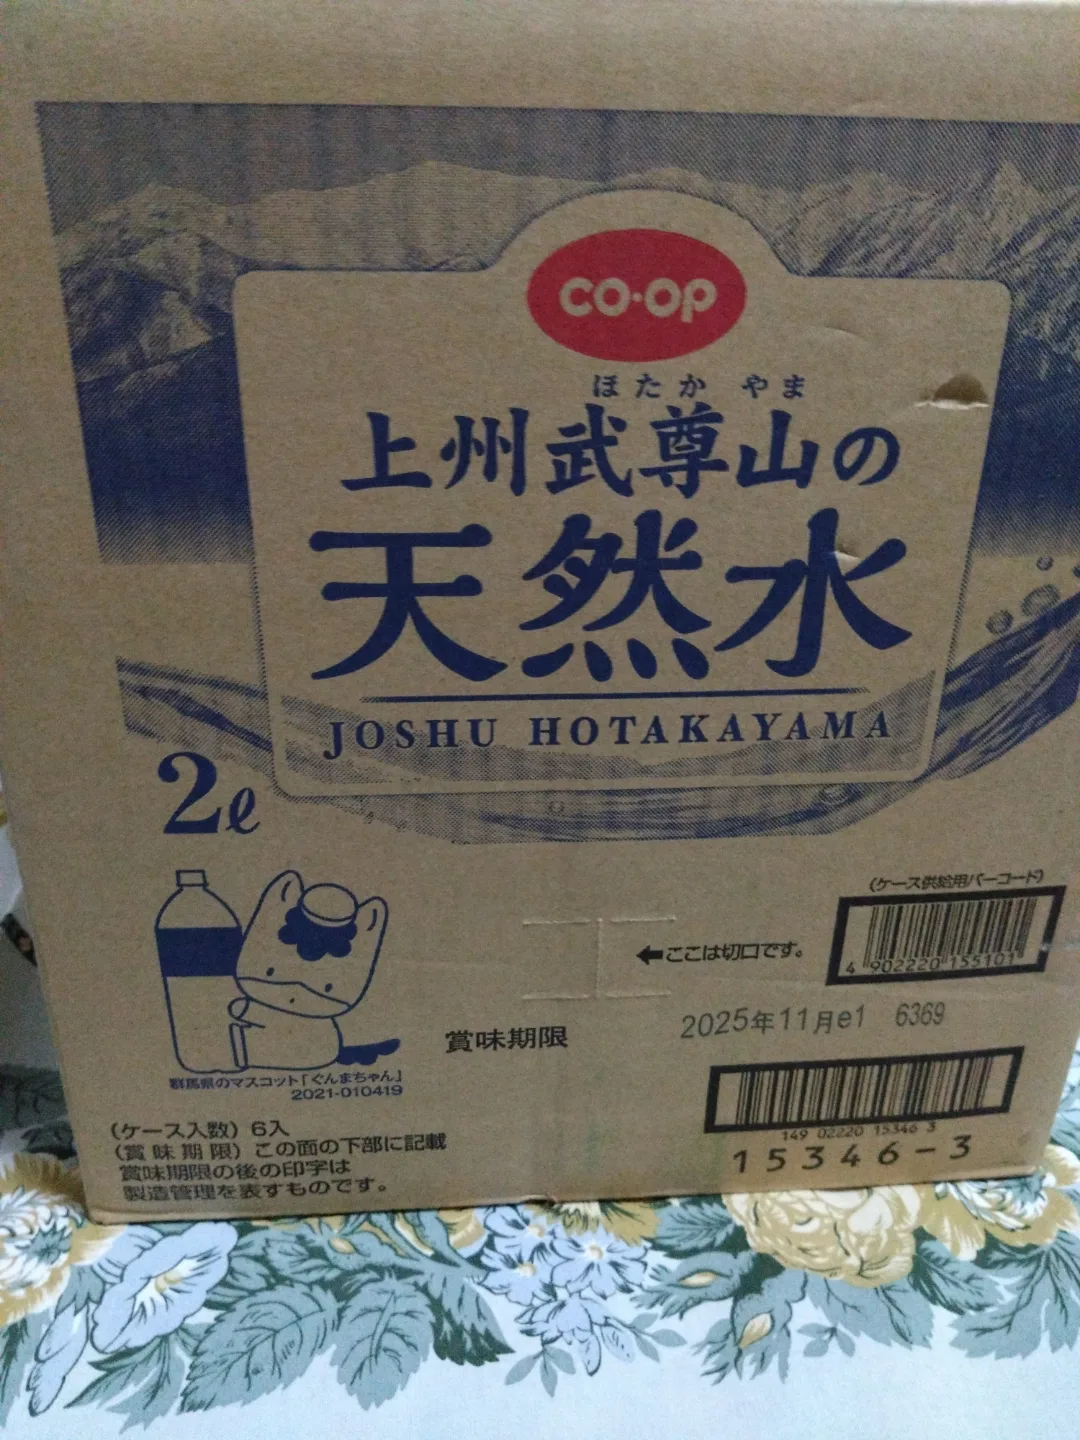 CO·OP
ほたか やま
上州武尊山の
天然水
JOSHU HOTAKAYAMA
2ℓ
(ケース供給用バーコード)
4 902220 155101
←ここは切口です。
賞味期限
2025年11月e1 6369
群馬県のマスコット「ぐんまちゃん」
2021-010419
149 02220 15346 3
15346-3
(ケース入数) 6入
(賞味期限) この面の下部に記載
賞味期限の後の印字は
製造管理を表すものです。